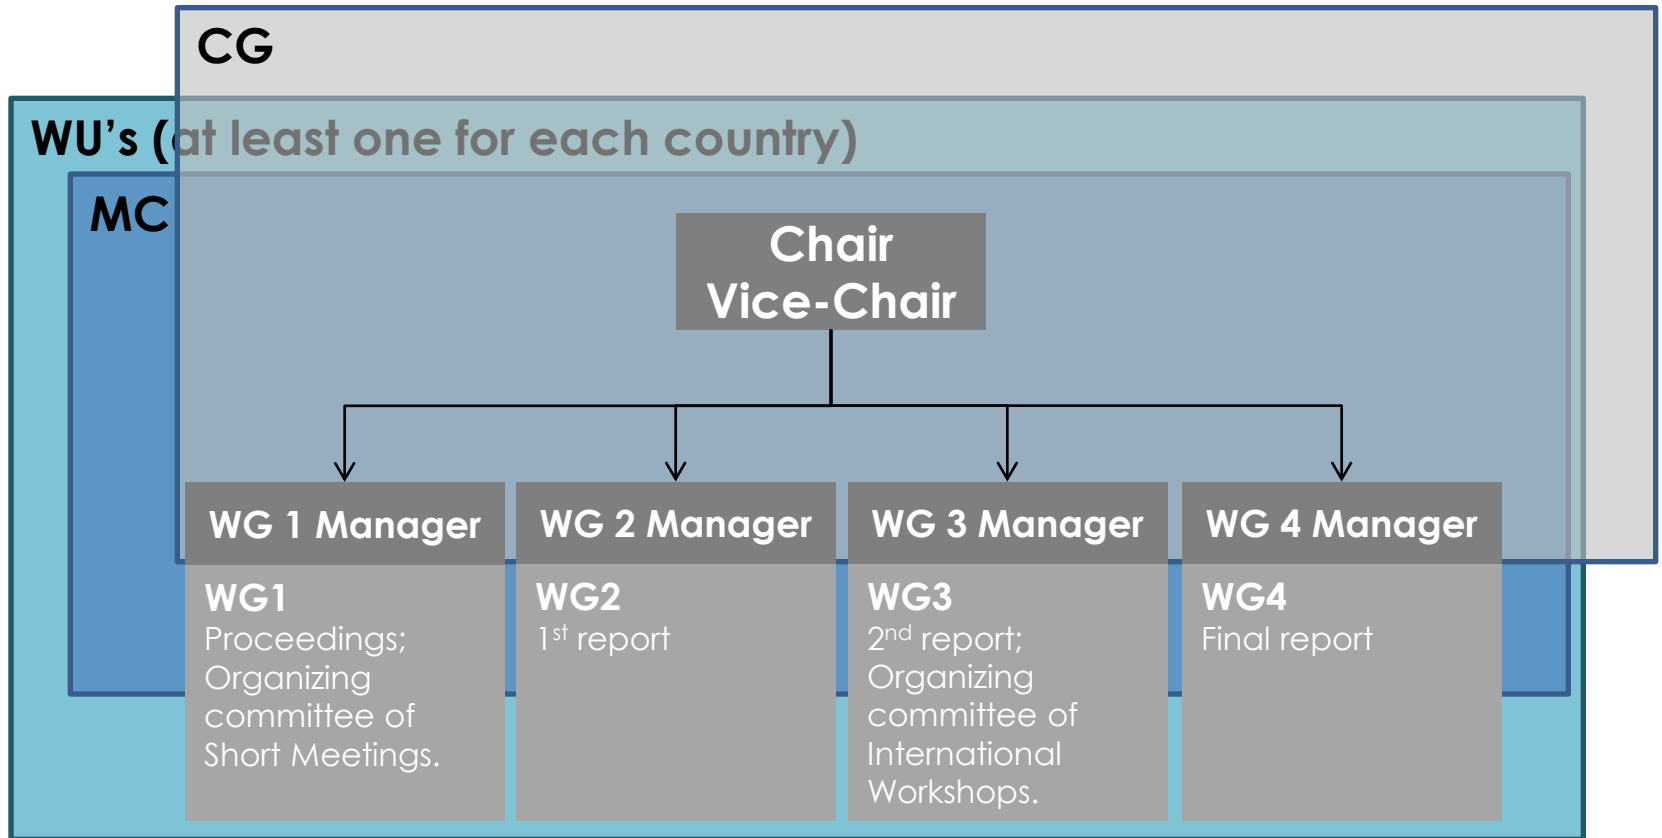 CG
WU's (at least one for each country)
MC
Chair
Vice-Chair
WG 1 Manager
WG 2 Manager
WG 3 Manager
WG 4 Manager
WG1
Proceedings;
Organizing
committee of
Short Meetings.
WG2
1st report
WG3
2nd report;
Organizing
committee of
International
Workshops.
WG4
Final report